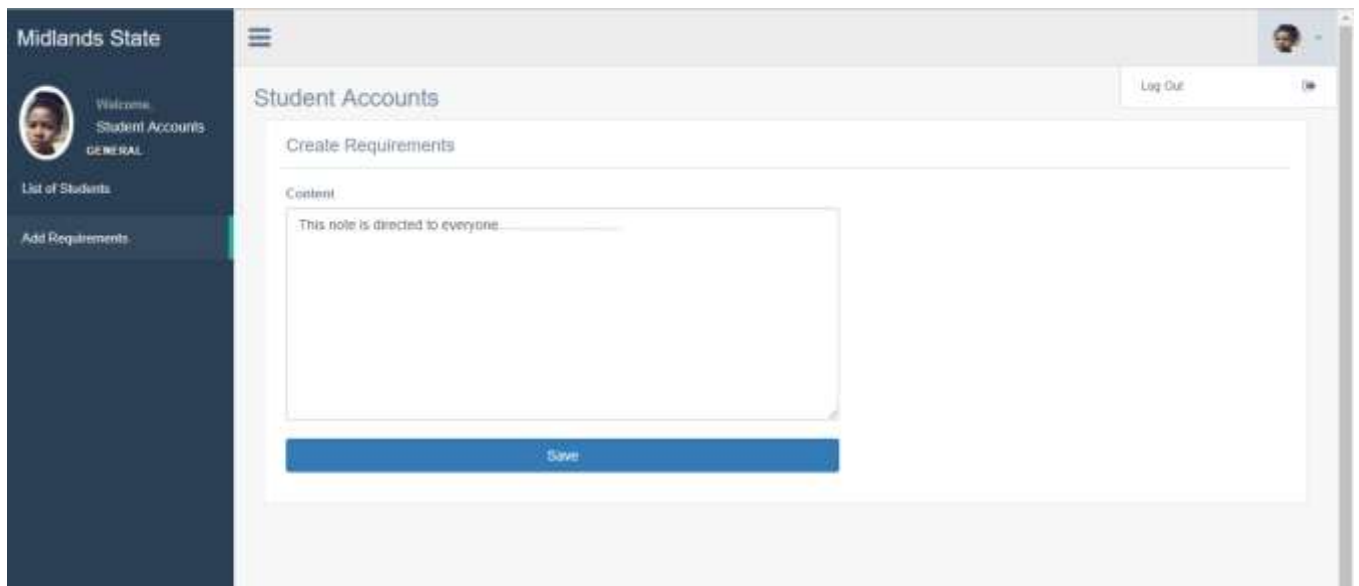 Midlands State
Welcome,
Student Accounts
GENERAL
List of Students
Add Requirements
Log Out
Student Accounts
Create Requirements
Content
This note is directed to everyone..............................
Save